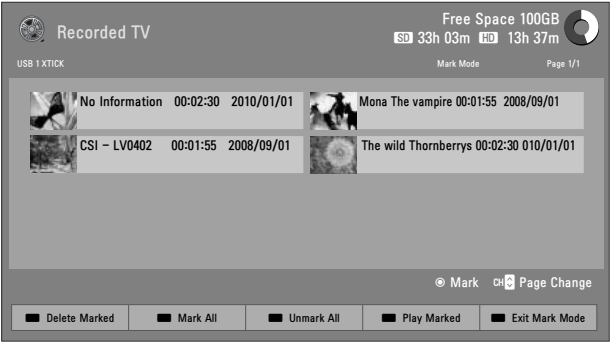 Recorded TV
Free Space 100GB
SD 33h 03m HD 13h 37m
USB 1 XTICK
Mark Mode
Page 1/1
No Information 00:02:30 2010/01/01
Mona The vampire 00:01:55 2008/09/01
CSI - LV0402 00:01:55 2008/09/01
The wild Thornberrys 00:02:30 010/01/01
Mark CH Page Change
Delete Marked
Mark All
Unmark All
Play Marked
Exit Mark Mode